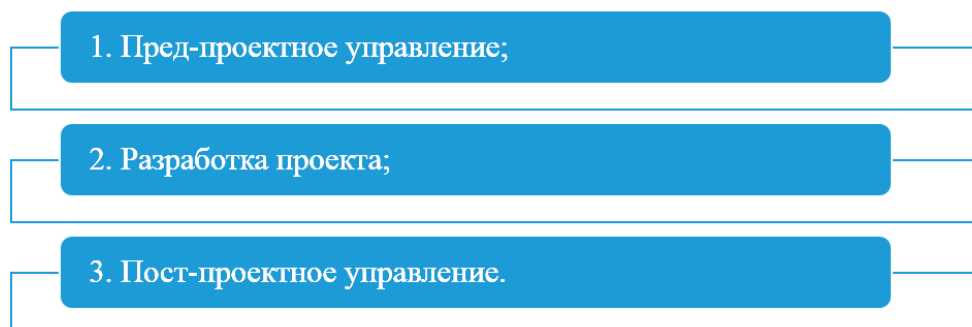 1. Пред-проектное управление;
2. Разработка проекта;
3. Пост-проектное управление.